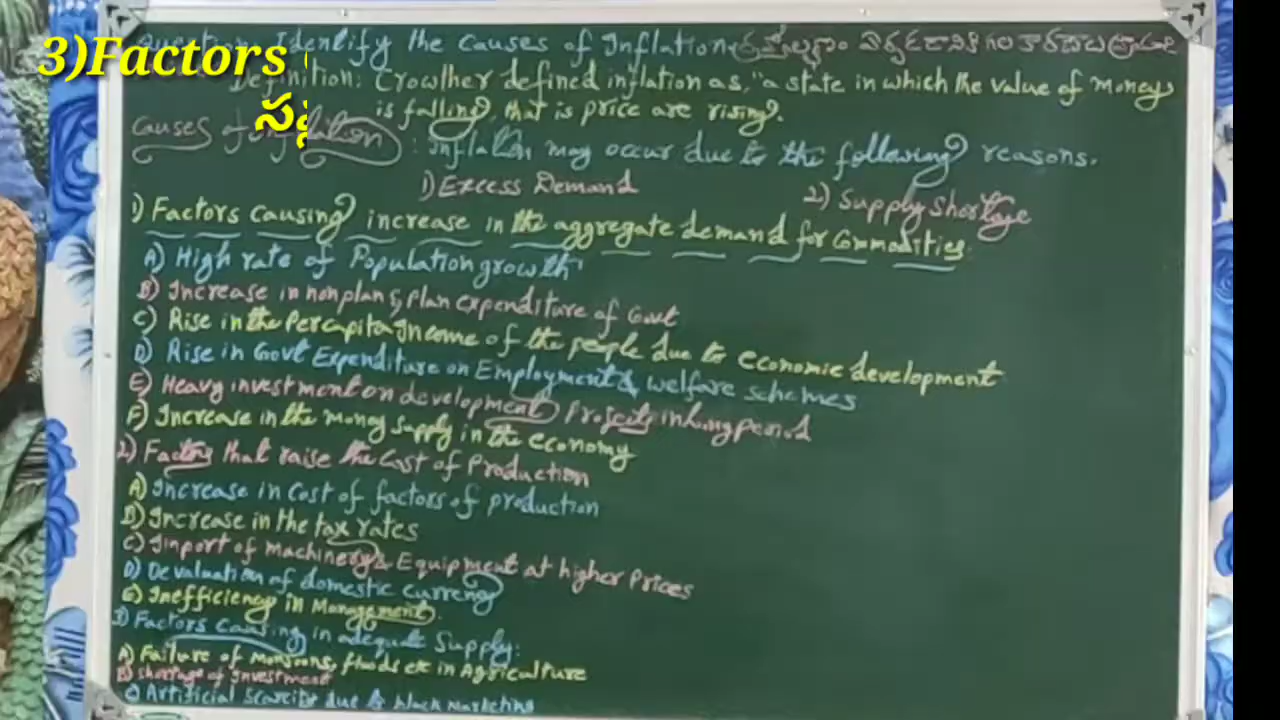 3)Factors
Question: Identify the Causes of Inflation
Definition: Crowther defined inflation as, "a state in which the value of money
is falling, that is price are rising.
Causes of Inflation : Inflation may occur due to the following reasons.
1) Excess Demand 2) Supply Shortage
1) Factors causing increase in the aggregate demand for Commodities.
A) High rate of Population growth
B) Increase in nonplan & plan expenditure of Govt
C) Rise in the Percapita Income of the people due to economic development
D) Rise in Govt Expenditure on Employment & welfare schemes
E) Heavy investment on development Projects in long period
F) Increase in the money supply in the economy
2) Factors that raise the Cost of Production
A) Increase in Cost of factors of production
B) Increase in the tax rates
C) Import of Machinery & Equipment at higher Prices
D) Devaluation of domestic currency
E) Inefficiency in Management.
3) Factors causing in adequate Supply:
A) Failure of Monsoons, fluids etc in Agriculture
B) Shortage of Investment
C) Artificial Scarcity due to black marketing